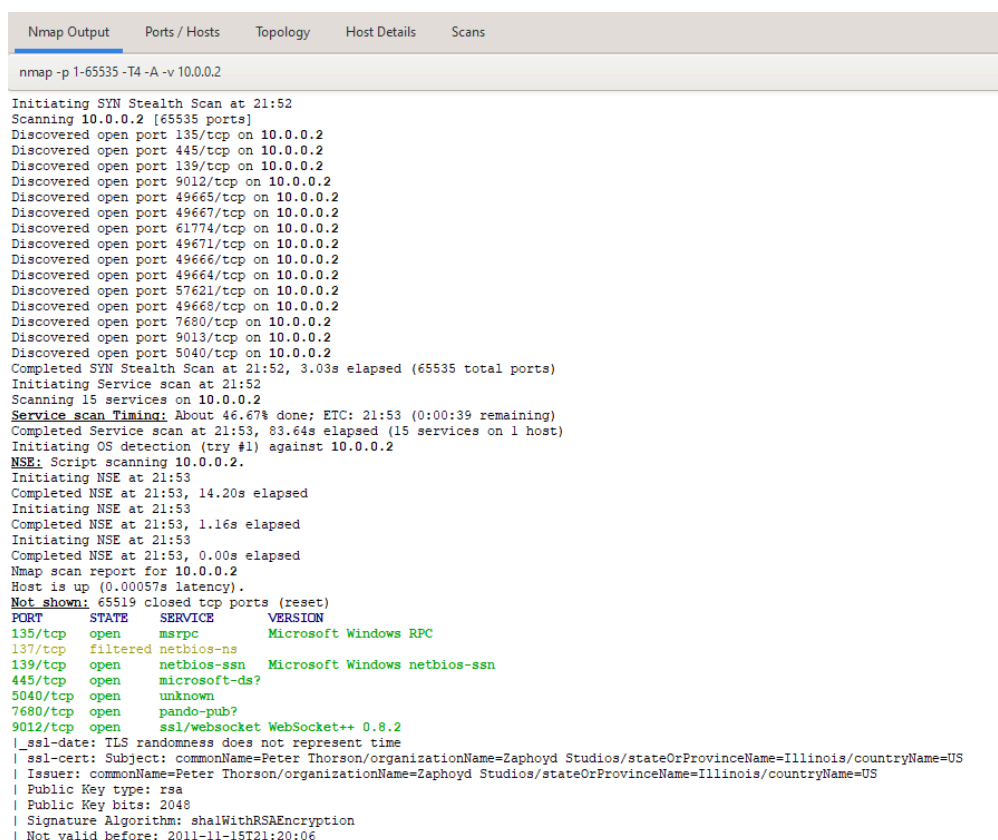 Nmap Output Ports / Hosts Topology Host Details Scans
nmap -p 1-65535 -T4 -A -v 10.0.0.2
Initiating SYN Stealth Scan at 21:52
Scanning 10.0.0.2 [65535 ports]
Discovered open port 135/tcp on 10.0.0.2
Discovered open port 445/tcp on 10.0.0.2
Discovered open port 139/tcp on 10.0.0.2
Discovered open port 9012/tcp on 10.0.0.2
Discovered open port 49665/tcp on 10.0.0.2
Discovered open port 49667/tcp on 10.0.0.2
Discovered open port 61774/tcp on 10.0.0.2
Discovered open port 49671/tcp on 10.0.0.2
Discovered open port 49666/tcp on 10.0.0.2
Discovered open port 49664/tcp on 10.0.0.2
Discovered open port 57621/tcp on 10.0.0.2
Discovered open port 49668/tcp on 10.0.0.2
Discovered open port 7680/tcp on 10.0.0.2
Discovered open port 9013/tcp on 10.0.0.2
Discovered open port 5040/tcp on 10.0.0.2
Completed SYN Stealth Scan at 21:52, 3.03s elapsed (65535 total ports)
Initiating Service scan at 21:52
Scanning 15 services on 10.0.0.2
Service scan Timing: About 46.67% done; ETC: 21:53 (0:00:39 remaining)
Completed Service scan at 21:53, 83.64s elapsed (15 services on 1 host)
Initiating OS detection (try #1) against 10.0.0.2
NSE: Script scanning 10.0.0.2.
Initiating NSE at 21:53
Completed NSE at 21:53, 14.20s elapsed
Initiating NSE at 21:53
Completed NSE at 21:53, 1.16s elapsed
Initiating NSE at 21:53
Completed NSE at 21:53, 0.00s elapsed
Nmap scan report for 10.0.0.2
Host is up (0.00057s latency).
Not shown: 65519 closed tcp ports (reset)
PORT STATE SERVICE VERSION
135/tcp open msrpc Microsoft Windows RPC
137/tcp filtered netbios-ns
139/tcp open netbios-ssn Microsoft Windows netbios-ssn
445/tcp open microsoft-ds?
5040/tcp open unknown
7680/tcp open pando-pub?
9012/tcp open ssl/websocket WebSocket++ 0.8.2
|_ssl-date: TLS randomness does not represent time
| ssl-cert: Subject: commonName=Peter Thorson/organizationName=Zaphoyd Studios/stateOrProvinceName=Illinois/countryName=US
| Issuer: commonName=Peter Thorson/organizationName=Zaphoyd Studios/stateOrProvinceName=Illinois/countryName=US
| Public Key type: rsa
| Public Key bits: 2048
| Signature Algorithm: sha1WithRSAEncryption
| Not valid before: 2011-11-15T21:20:06